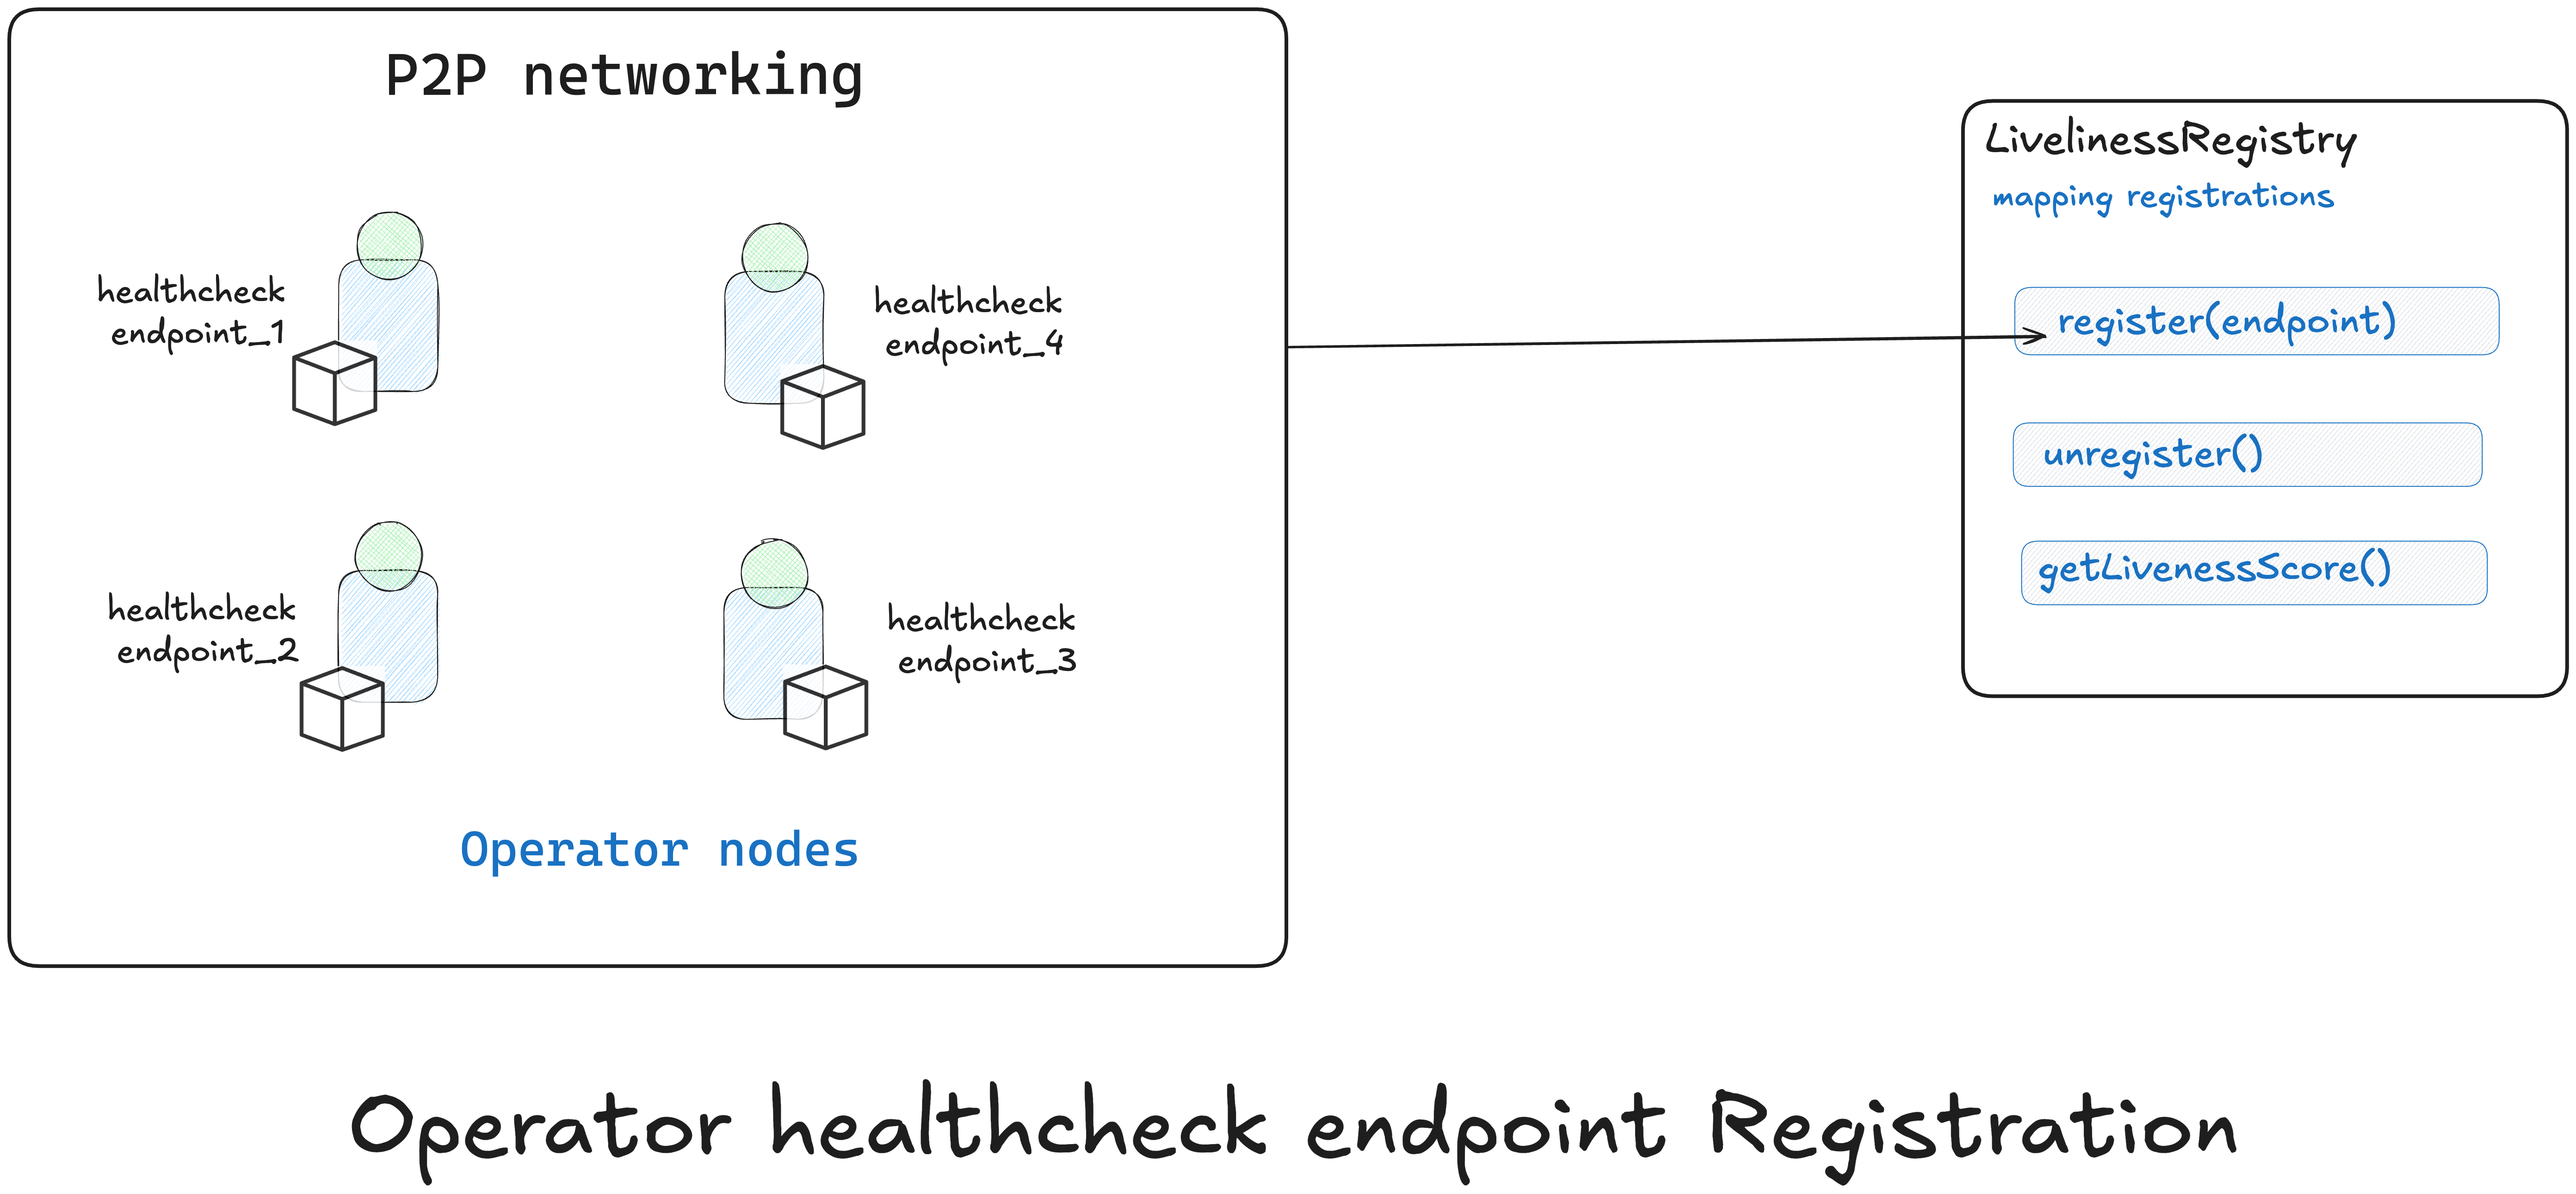 P2P networking
healthcheck
endpoint_1
healthcheck
endpoint_4
healthcheck
endpoint_2
healthcheck
endpoint_3
Operator nodes
LivelinessRegistry
mapping registrations
register(endpoint)
unregister()
getLivenessScore()
Operator healthcheck endpoint Registration